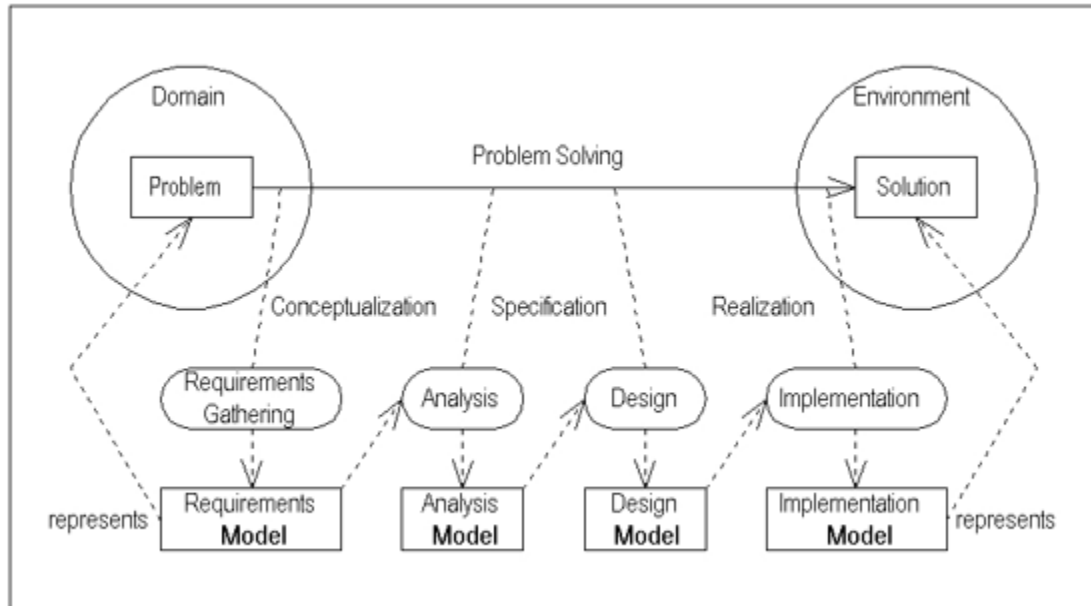 Domain
Environment
Problem Solving
Problem
Solution
Conceptualization
Specification
Realization
Requirements
Gathering
Analysis
Design
Implementation
represents
Requirements
Model
Analysis
Model
Design
Model
Implementation
Model
represents